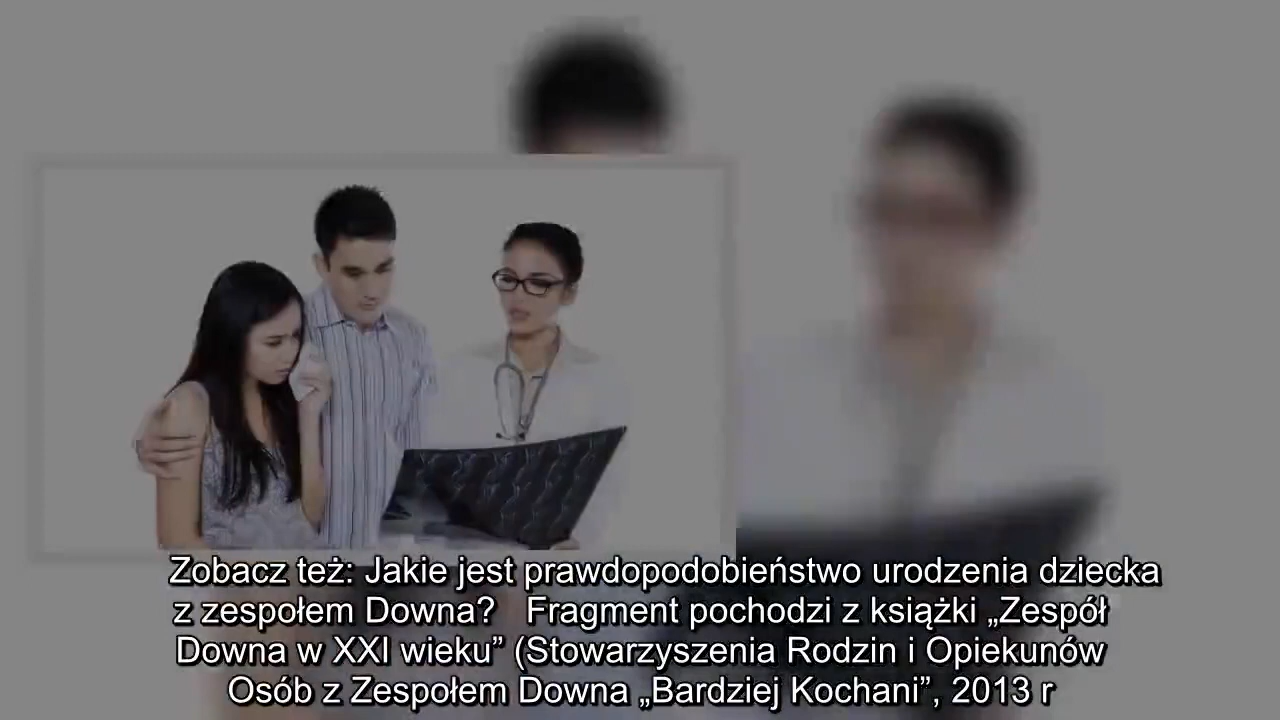 Zobacz też: Jakie jest prawdopodobieństwo urodzenia dziecka
z zespołem Downa? Fragment pochodzi z książki „Zespół
Downa w XXI wieku” (Stowarzyszenia Rodzin i Opiekunów
Osób z Zespołem Downa „Bardziej Kochani”, 2013 r